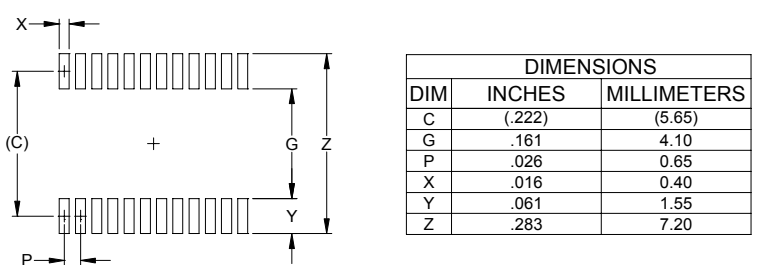 X
(C)
G
Z
Y
P
DIMENSIONS
DIM INCHES MILLIMETERS
C (.222) (5.65)
G .161 4.10
P .026 0.65
X .016 0.40
Y .061 1.55
Z .283 7.20